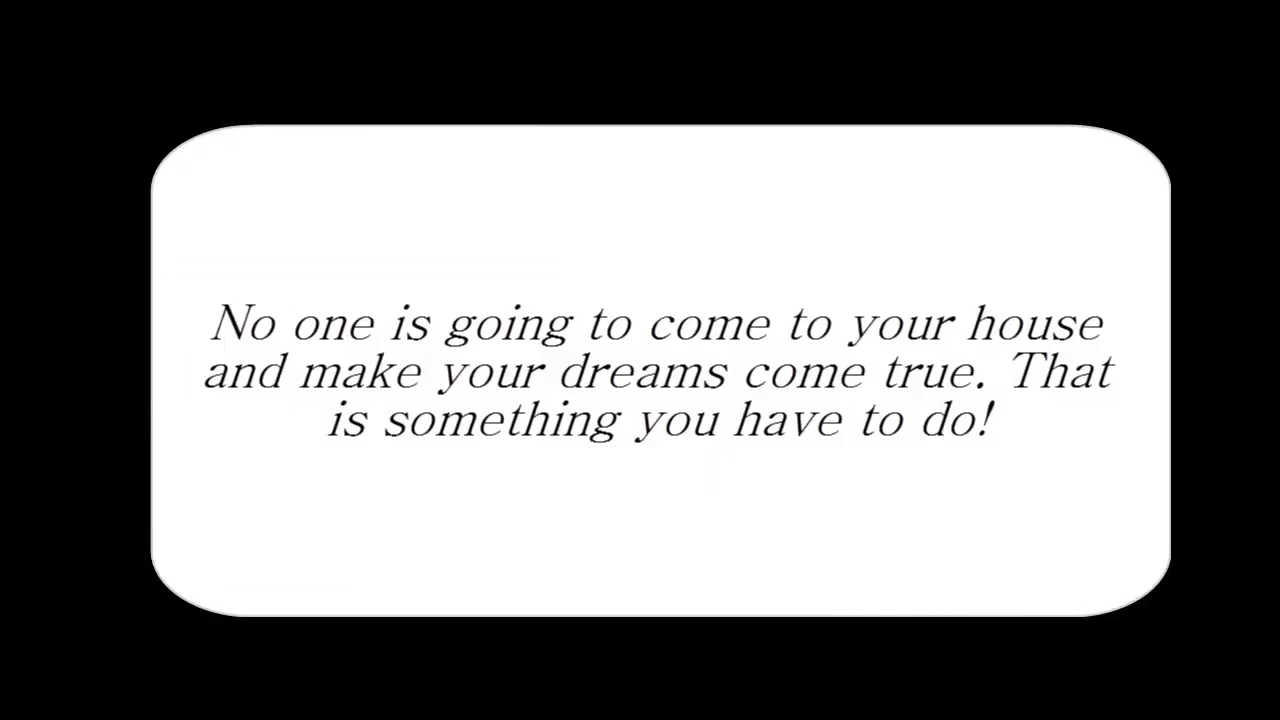 No one is going to come to your house
and make your dreams come true. That
is something you have to do!